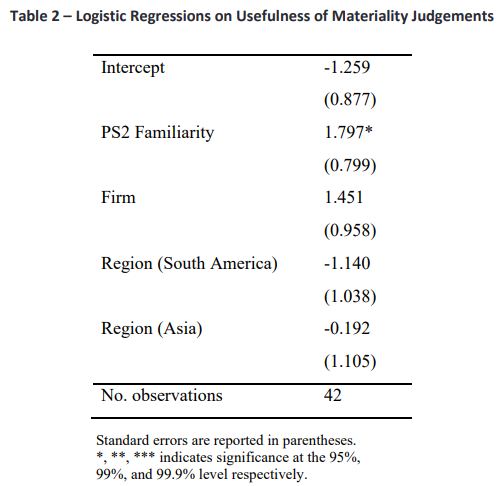 Table 2 – Logistic Regressions on Usefulness of Materiality Judgements
Intercept -1.259
(0.877)
PS2 Familiarity 1.797*
(0.799)
Firm 1.451
(0.958)
Region (South America) -1.140
(1.038)
Region (Asia) -0.192
(1.105)
No. observations 42
Standard errors are reported in parentheses.
*, **, *** indicates significance at the 95%,
99%, and 99.9% level respectively.